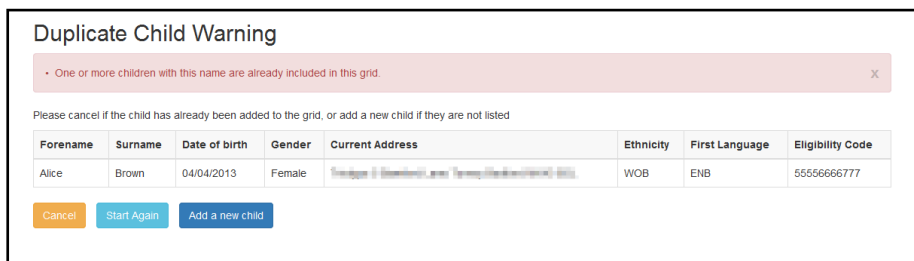 Duplicate Child Warning
• One or more children with this name are already included in this grid. x
Please cancel if the child has already been added to the grid, or add a new child if they are not listed
Forename Surname Date of birth Gender Current Address Ethnicity First Language Eligibility Code
Alice Brown 04/04/2013 Female WOB ENB 55556666777
Cancel Start Again Add a new child